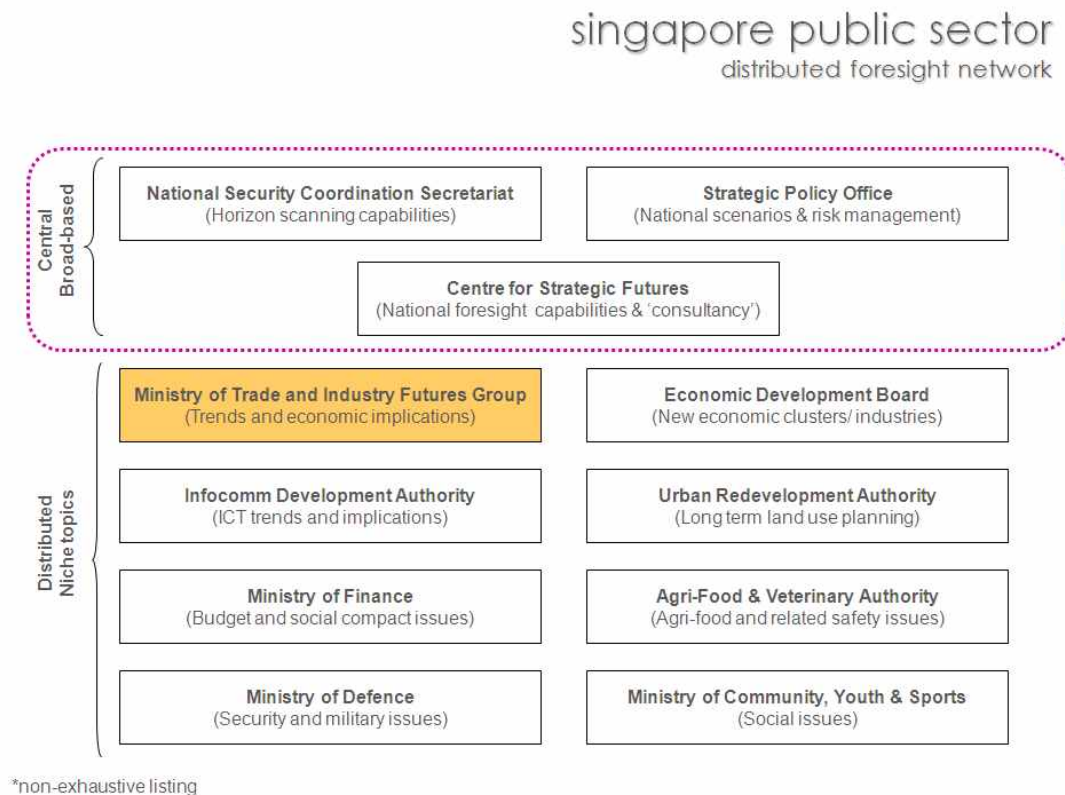 singapore public sector
distributed foresight network
Central
Broad-based
National Security Coordination Secretariat
(Horizon scanning capabilities)
Strategic Policy Office
(National scenarios & risk management)
Centre for Strategic Futures
(National foresight capabilities & ‘consultancy’)
Distributed
Niche topics
Ministry of Trade and Industry Futures Group
(Trends and economic implications)
Economic Development Board
(New economic clusters/ industries)
Infocomm Development Authority
(ICT trends and implications)
Urban Redevelopment Authority
(Long term land use planning)
Ministry of Finance
(Budget and social compact issues)
Agri-Food & Veterinary Authority
(Agri-food and related safety issues)
Ministry of Defence
(Security and military issues)
Ministry of Community, Youth & Sports
(Social issues)
*non-exhaustive listing